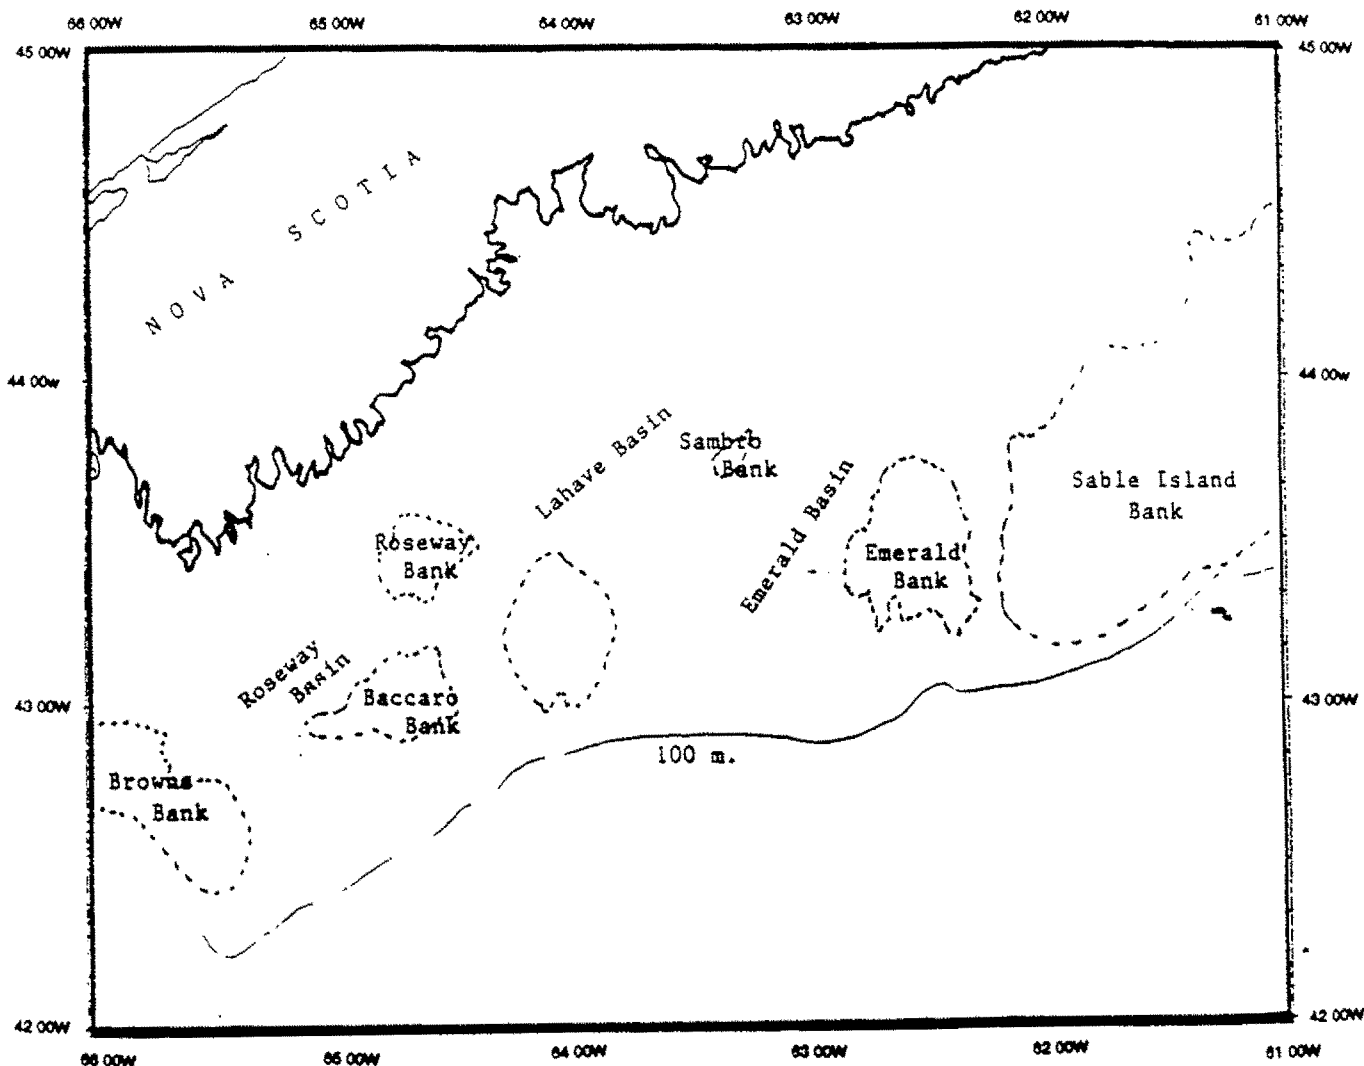 66 00W 65 00W 64 00W 63 00W 62 00W 61 00W
45 00W 45 00W
NOVA SCOTIA
44 00W 44 00W
Lahave Basin
Sambro
Bank
Emerald Basin
Sable Island
Bank
Roseway
Bank
Emerald
Bank
Roseway
Basin
Baccaro
Bank
43 00W 43 00W
100 m.
Browns
Bank
42 00W 42 00W
66 00W 65 00W 64 00W 63 00W 62 00W 61 00W